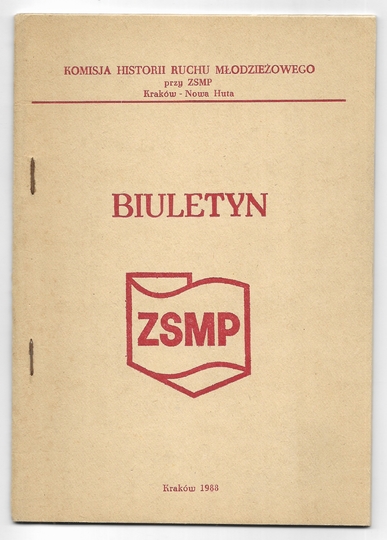 KOMISJA HISTORII RUCHU MŁODZIEŻOWEGO
przy ZSMP
Kraków - Nowa Huta
BIULETYN
ZSMP
Kraków 1988